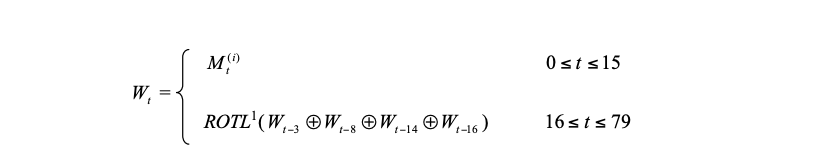 W_t = { M_t^{(i)}    0 ≤ t ≤ 15
ROTL^1(W_{t-3} ⊕ W_{t-8} ⊕ W_{t-14} ⊕ W_{t-16})    16 ≤ t ≤ 79